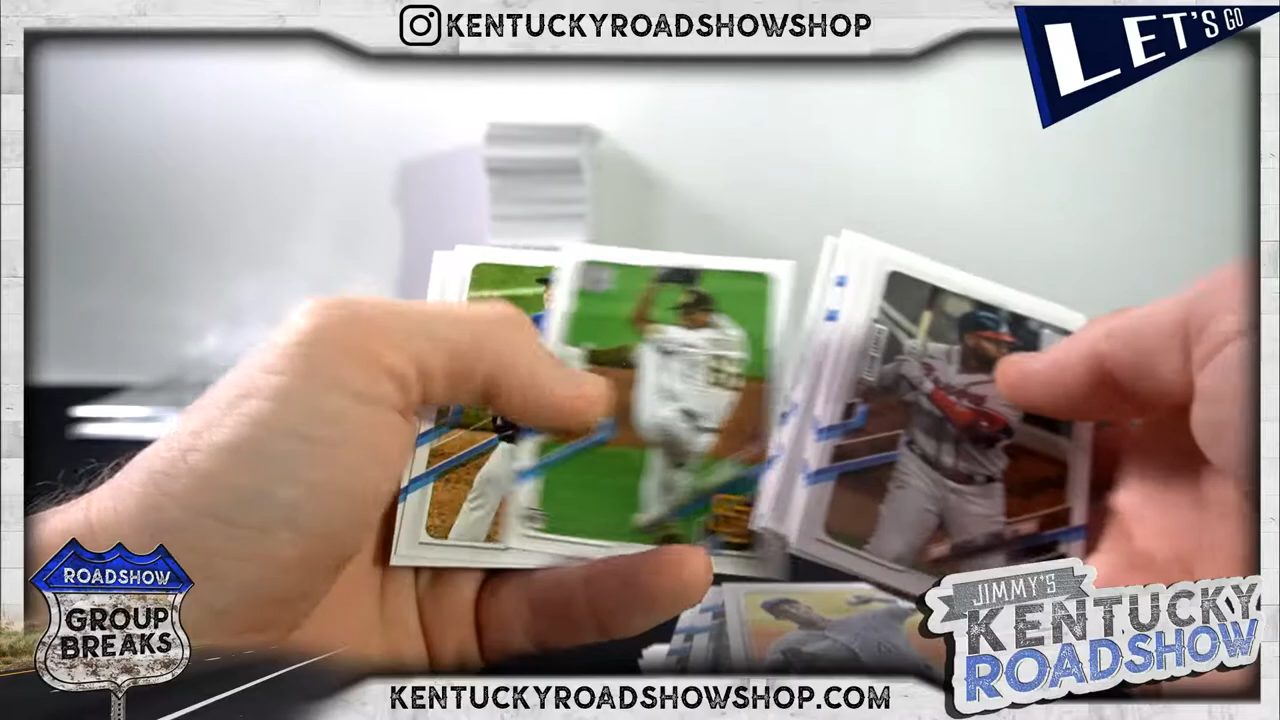 KENTUCKYROADSHOWSHOP
LET'S GO
ROADSHOW
GROUP
BREAKS
JIMMY'S
KENTUCKY
ROADSHOW
KENTUCKYROADSHOWSHOP.COM